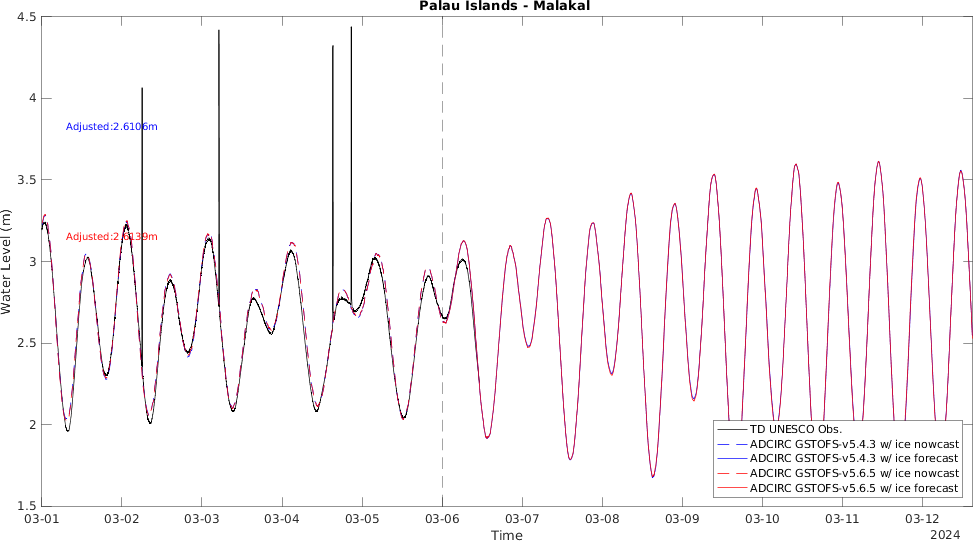 Palau Islands - Malakal
4.5
4
3.5
3
2.5
2
1.5
Water Level (m)
Adjusted:2.6106m
Adjusted:2.6139m
TD UNESCO Obs.
ADCIRC GSTOFS-v5.4.3 w/ ice nowcast
ADCIRC GSTOFS-v5.4.3 w/ ice forecast
ADCIRC GSTOFS-v5.6.5 w/ ice nowcast
ADCIRC GSTOFS-v5.6.5 w/ ice forecast
03-01 03-02 03-03 03-04 03-05 03-06 03-07 03-08 03-09 03-10 03-11 03-12
Time
2024